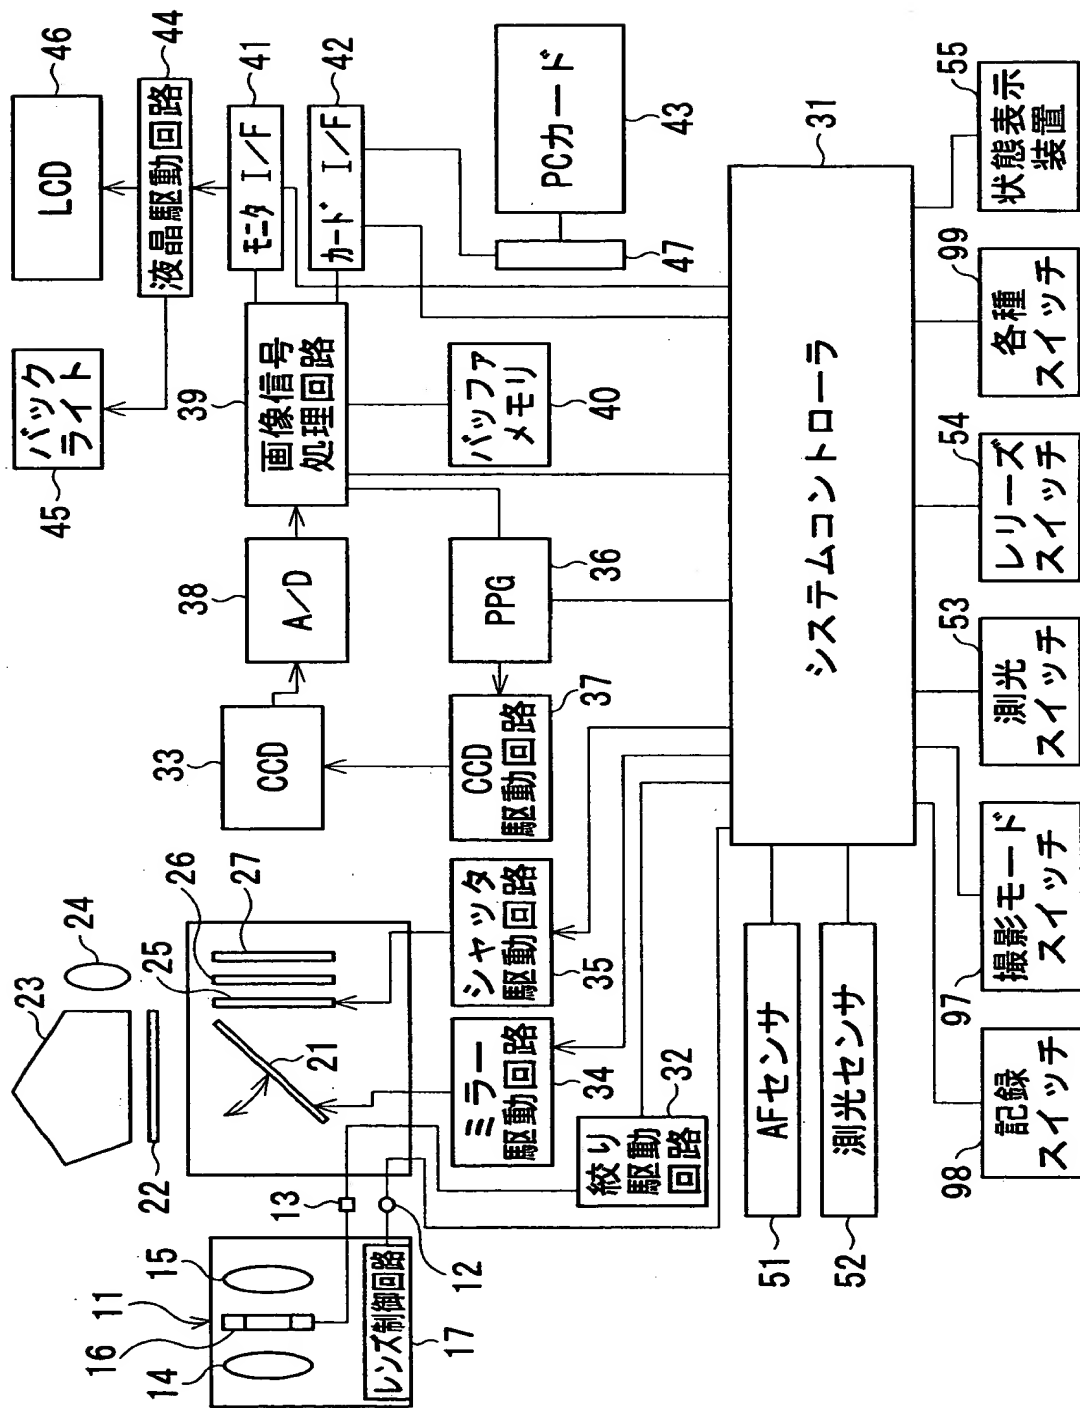 46
LCD
44
液晶駆動回路
41
モニタ I/F
42
カード I/F
バック
ライト
45
39
画像信号
処理回路
バッファ
メモリ
40
PCカード
43
47
38
A/D
PPG
36
33
CCD
CCD
駆動回路
37
24
23
22
25
26
27
21
シャッタ
駆動回路
35
ミラー
駆動回路
34
絞り
駆動
回路
32
11
16
15
14
13
12
レンズ制御回路
17
システムコントローラ
31
AFセンサ
51
測光センサ
52
記録
スイッチ
98
撮影モード
スイッチ
97
測光
スイッチ
53
レリーズ
スイッチ
54
各種
スイッチ
99
状態表示
装置
55